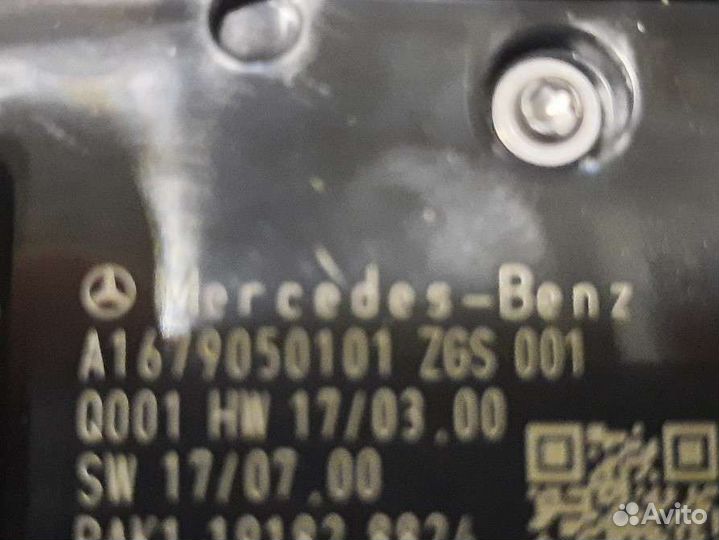 Mercedes-Benz
A1679050101 ZGS 001
Q001 HW 17/03.00
SW 17/07.00
Avito